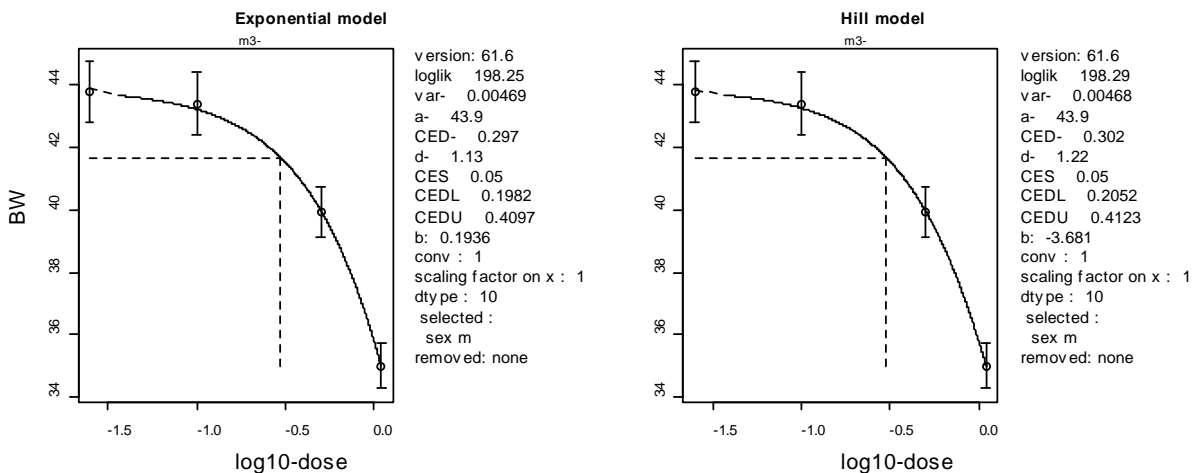 Exponential model
m3-
44
42
40
38
36
34
BW
-1.5 -1.0 -0.5 0.0
log10-dose
version: 61.6
loglik 198.25
var- 0.00469
a- 43.9
CED- 0.297
d- 1.13
CES 0.05
CEDL 0.1982
CEDU 0.4097
b: 0.1936
conv : 1
scaling factor on x : 1
dtype : 10
selected :
sex m
removed: none
Hill model
m3-
44
42
40
38
36
34
-1.5 -1.0 -0.5 0.0
log10-dose
version: 61.6
loglik 198.29
var- 0.00468
a- 43.9
CED- 0.302
d- 1.22
CES 0.05
CEDL 0.2052
CEDU 0.4123
b: -3.681
conv : 1
scaling factor on x : 1
dtype : 10
selected :
sex m
removed: none